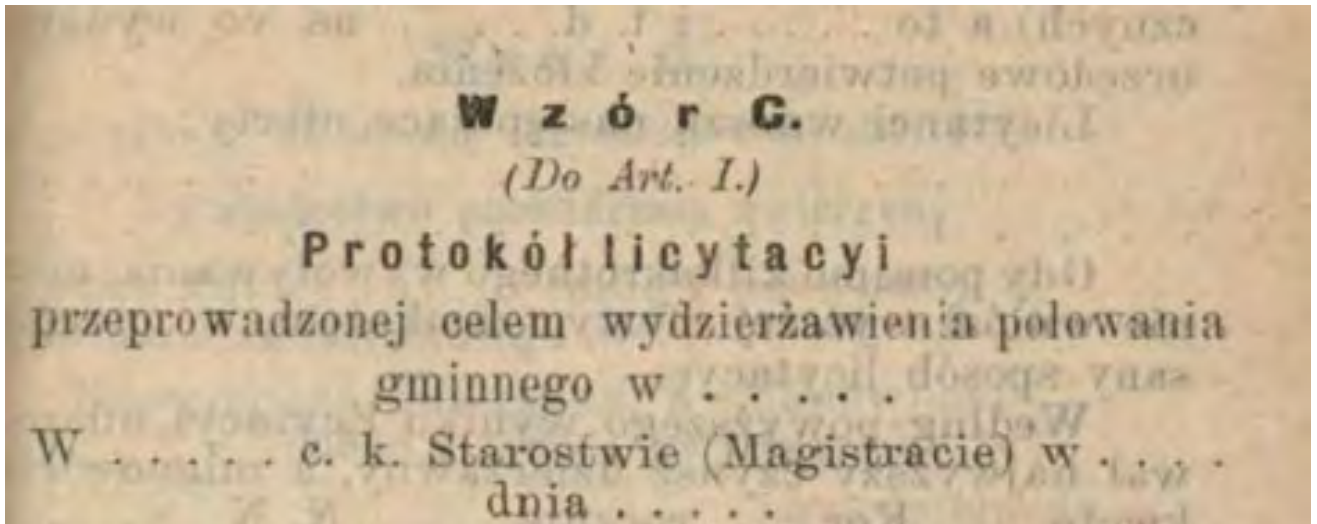 Wzór C.
(Do Art. I.)
Protokół licytacyi
przeprowadzonej celem wydzierżawienia polowania
gminnego w . . . . .
W . . . . . c. k. Starostwie (Magistracie) w . . . .
dnia . . . . .